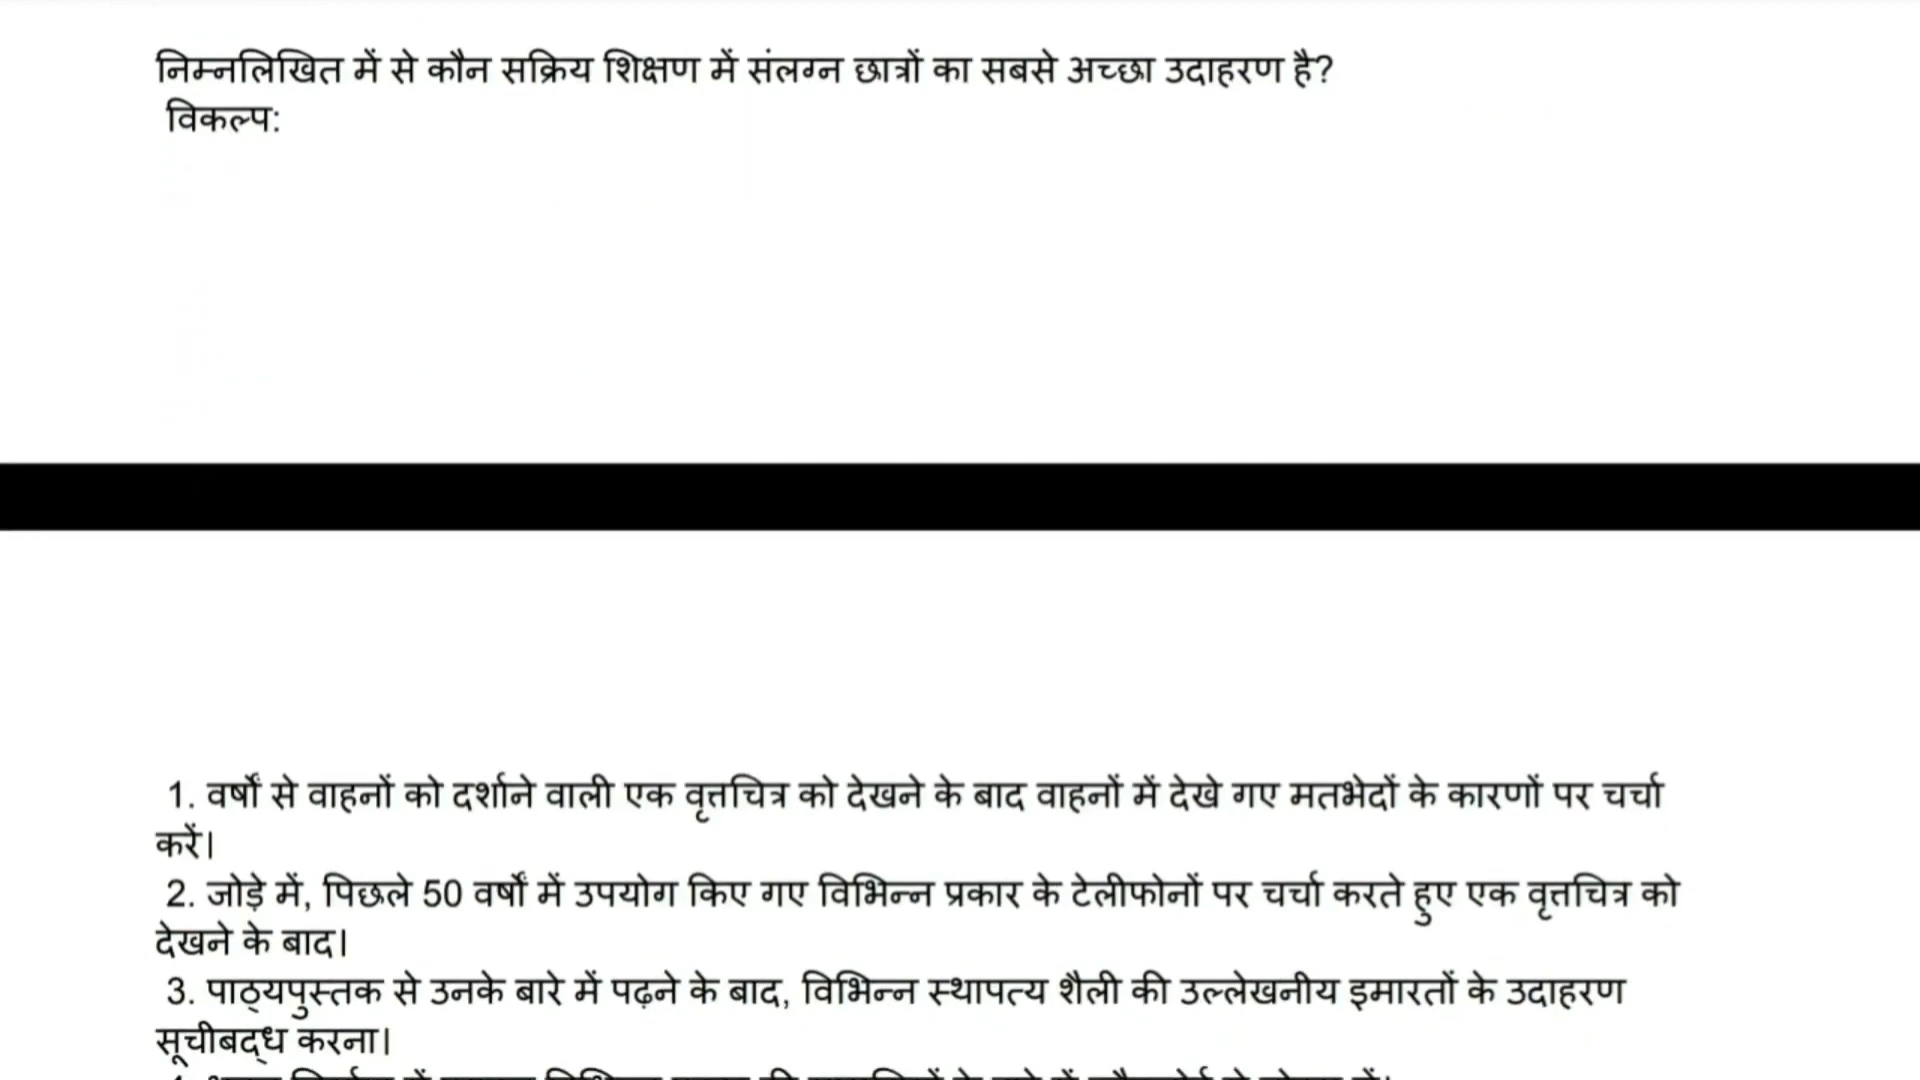 निम्नलिखित में से कौन सक्रिय शिक्षण में संलग्न छात्रों का सबसे अच्छा उदाहरण है?
विकल्प:
1. वर्षों से वाहनों को दर्शाने वाली एक वृत्तचित्र को देखने के बाद वाहनों में देखे गए मतभेदों के कारणों पर चर्चा
करें।
2. जोड़े में, पिछले 50 वर्षों में उपयोग किए गए विभिन्न प्रकार के टेलीफोनों पर चर्चा करते हुए एक वृत्तचित्र को
देखने के बाद।
3. पाठ्यपुस्तक से उनके बारे में पढ़ने के बाद, विभिन्न स्थापत्य शैली की उल्लेखनीय इमारतों के उदाहरण
सूचीबद्ध करना।